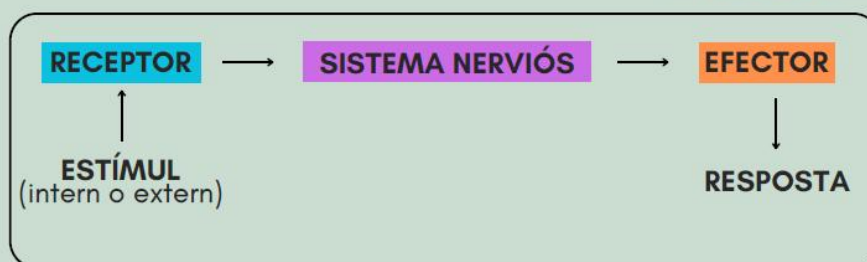 RECEPTOR
SISTEMA NERVIÓS
EFECTOR
ESTÍMUL
(intern o extern)
RESPOSTA